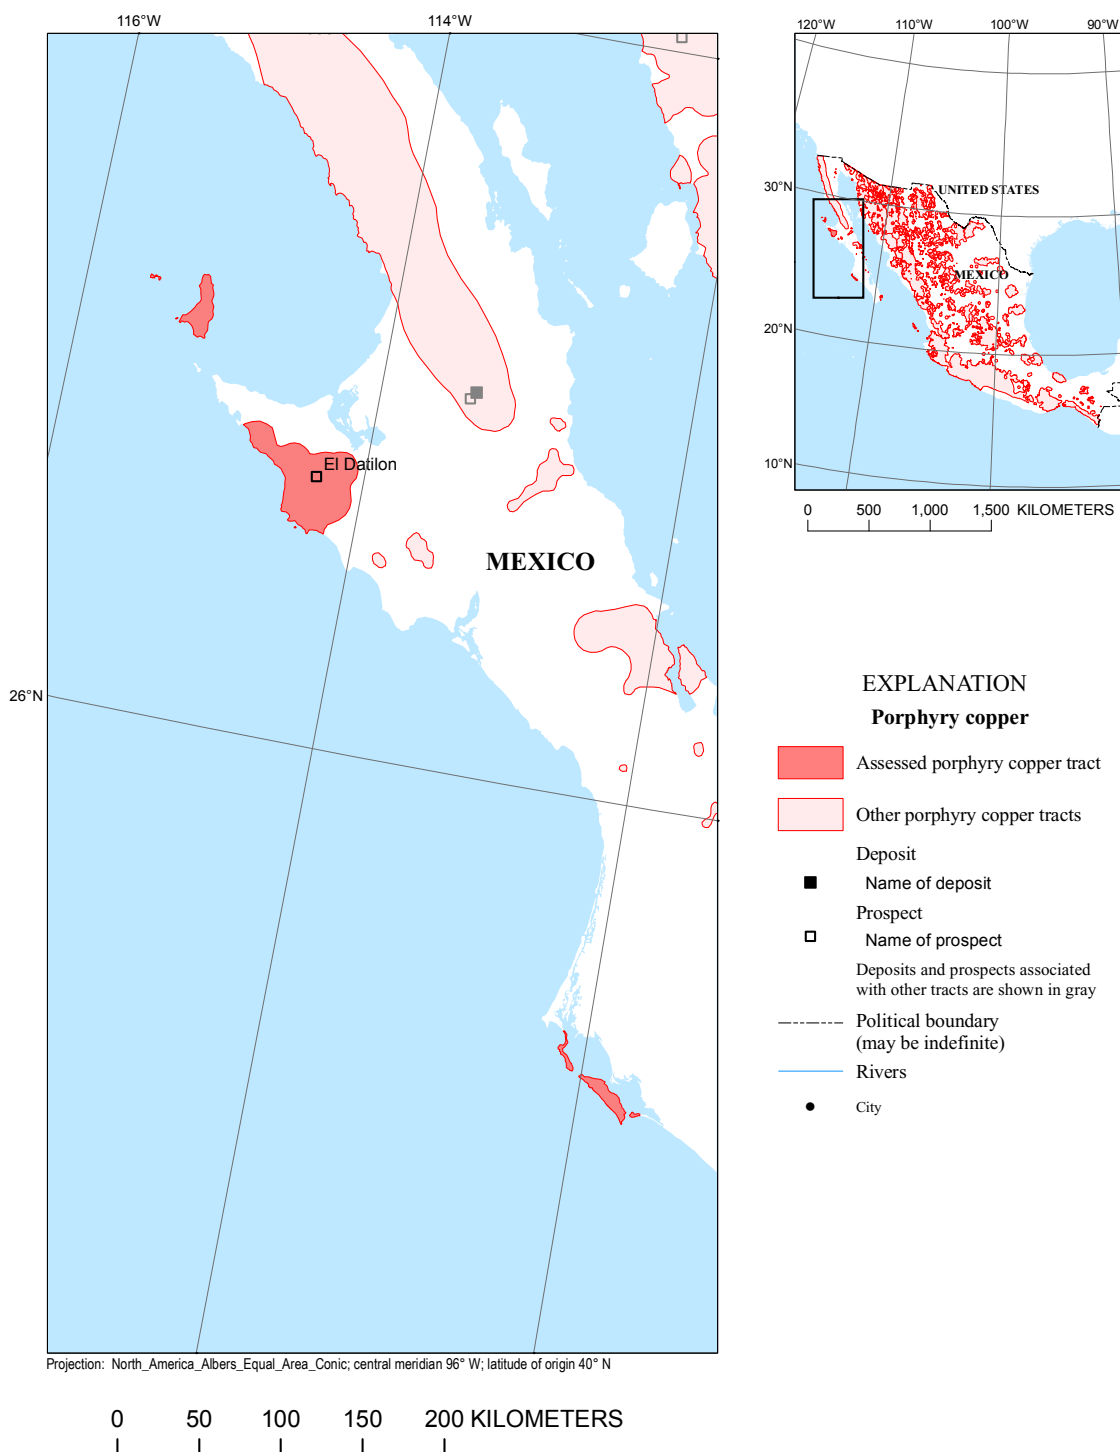 116°W
114°W
26°N
El Datilon
MEXICO
Projection: North_America_Albers_Equal_Area_Conic; central meridian 96° W; latitude of origin 40° N
0 50 100 150 200 KILOMETERS
120°W 110°W 100°W 90°W
30°N
20°N
10°N
UNITED STATES
MEXICO
0 500 1,000 1,500 KILOMETERS
EXPLANATION
Porphyry copper
Assessed porphyry copper tract
Other porphyry copper tracts
Deposit
Name of deposit
Prospect
Name of prospect
Deposits and prospects associated
with other tracts are shown in gray
Political boundary
(may be indefinite)
Rivers
City